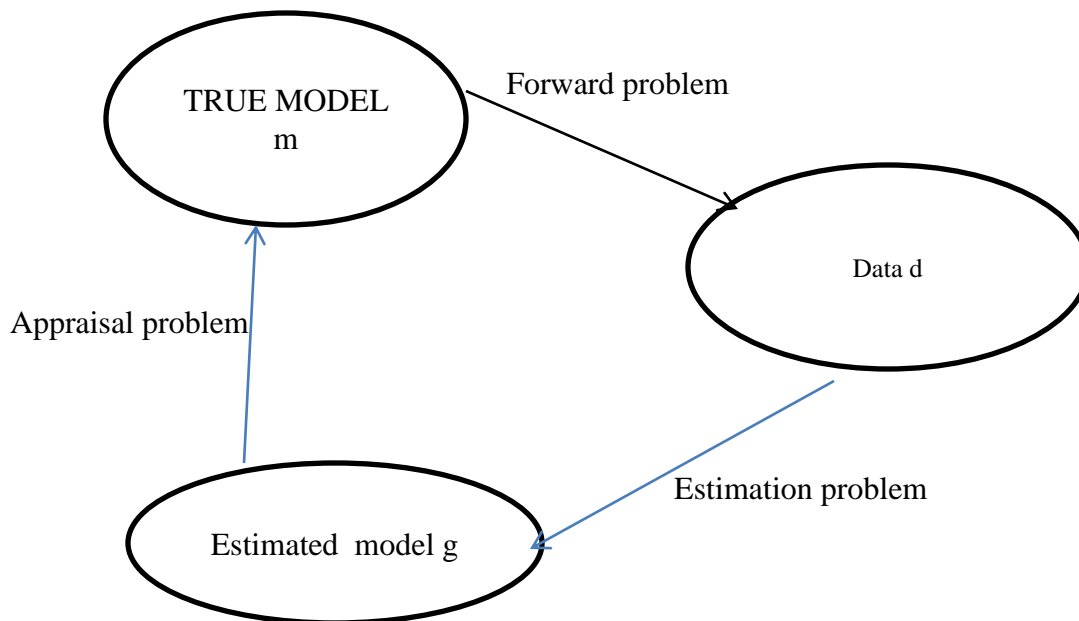 TRUE MODEL
m
Forward problem
Data d
Appraisal problem
Estimation problem
Estimated  model g